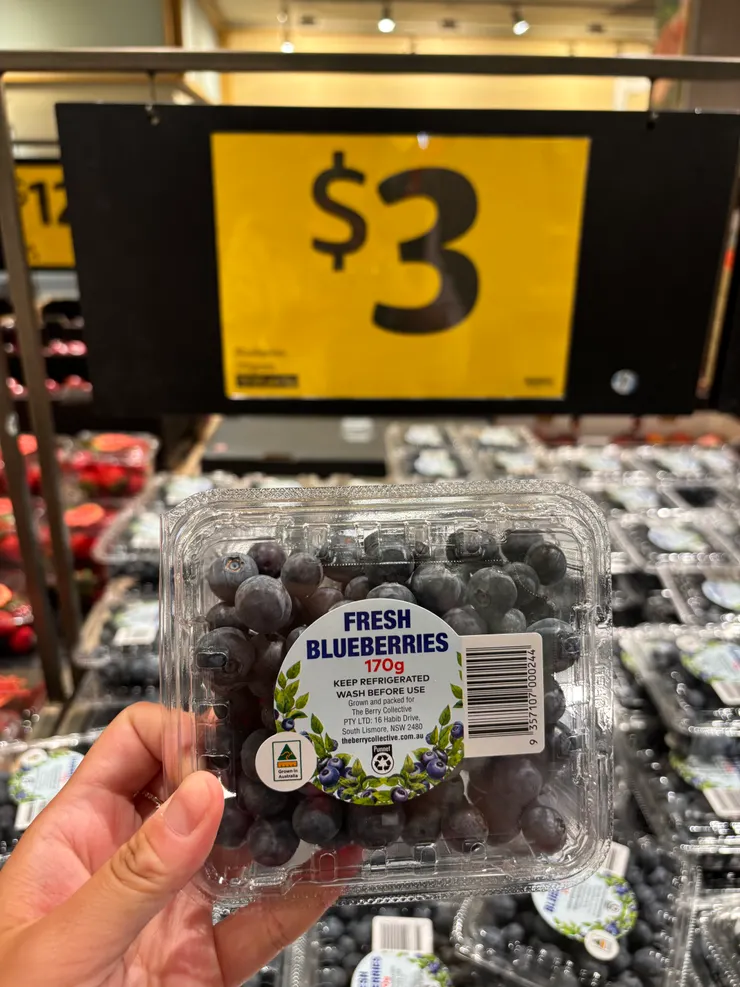 $3
$12
FRESH
BLUEBERRIES
170g
KEEP REFRIGERATED
WASH BEFORE USE
Grown and packed for
The Berry Collective
PTY LTD: 16 Habib Drive,
South Lismore, NSW 2480
theberrycollective.com.au
Punnet
Grown in
Australia
9 357107 000244